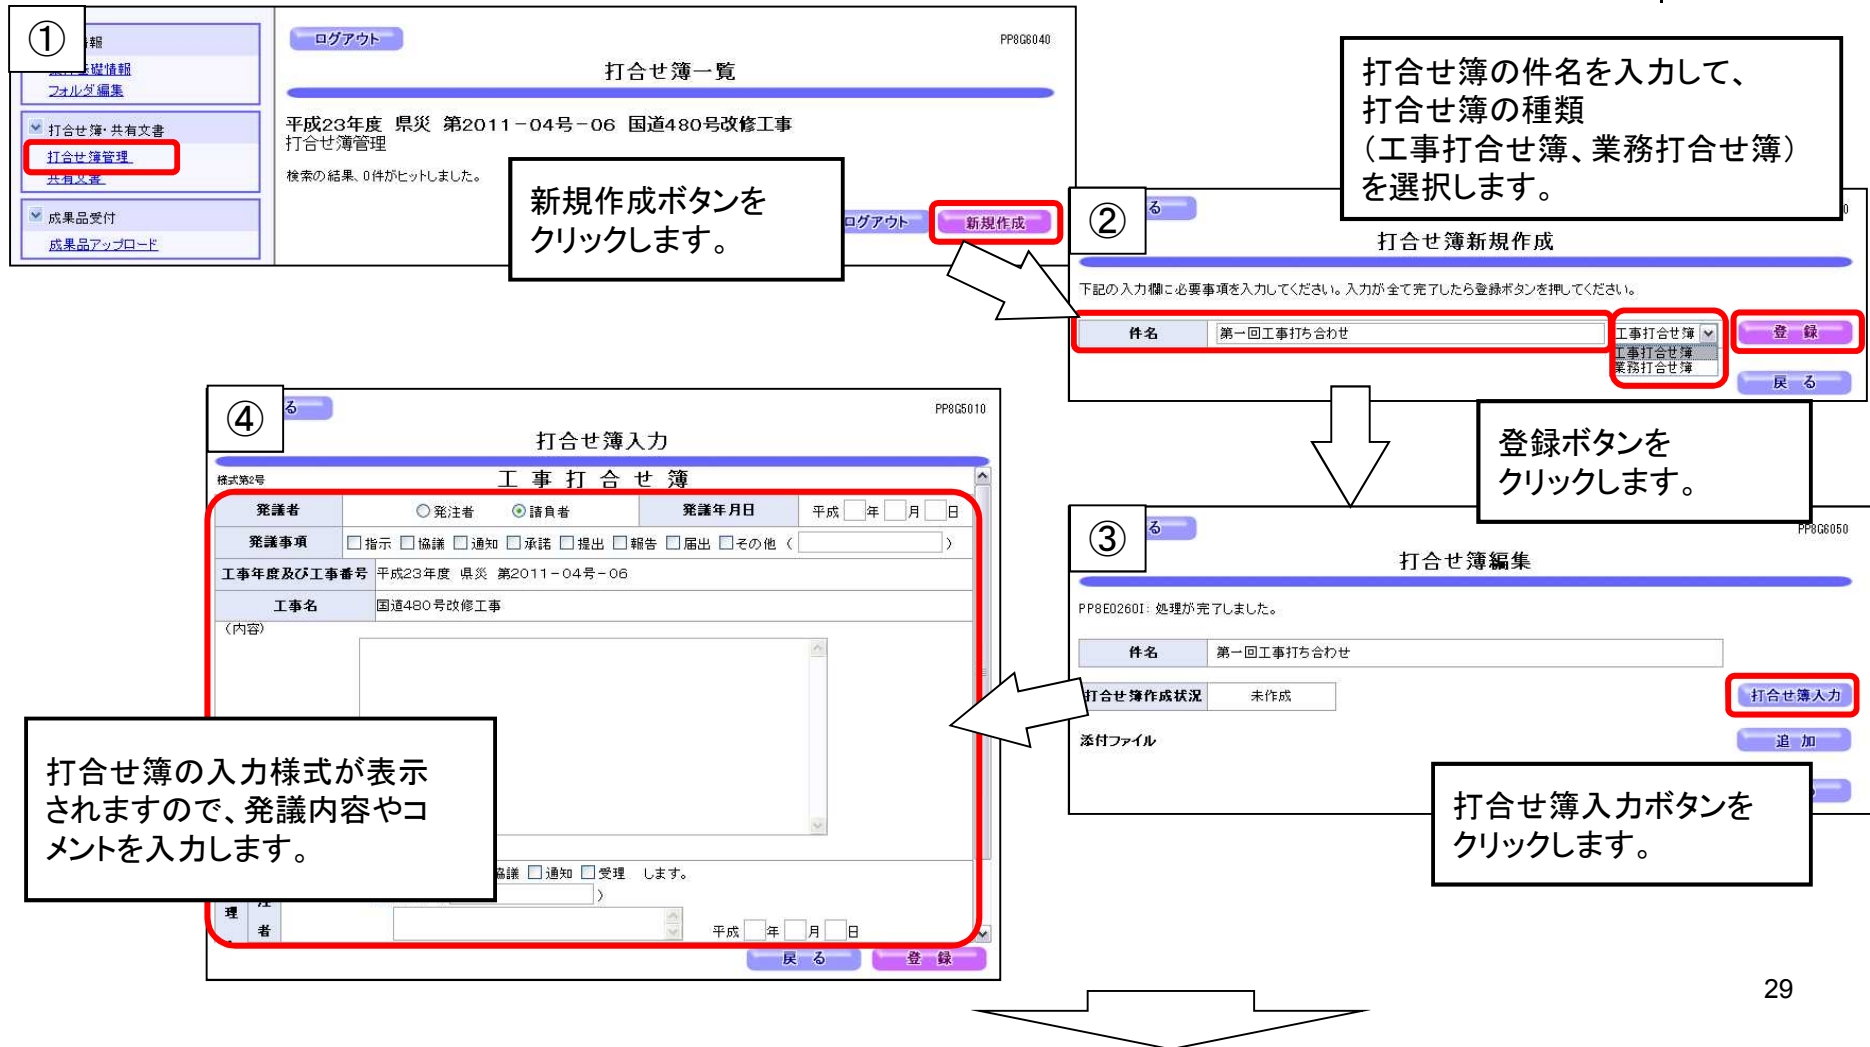 ①
報
基礎情報
フォルダ編集
打合せ簿・共有文書
打合せ簿管理
共有文書
成果品受付
成果品アップロード
ログアウト
PP8G6040
打合せ簿一覧
平成23年度 県災 第2011-04号-06 国道480号改修工事
打合せ簿管理
検索の結果、0件がヒットしました。
新規作成ボタンを
クリックします。
ログアウト
新規作成
打合せ簿の件名を入力して、
打合せ簿の種類
（工事打合せ簿、業務打合せ簿）
を選択します。
②
る
0
打合せ簿新規作成
下記の入力欄に必要事項を入力してください。入力が全て完了したら登録ボタンを押してください。
件名 第一回工事打ち合わせ 工事打合せ簿 登 録
工事打合せ簿
業務打合せ簿
戻 る
登録ボタンを
クリックします。
③
る
PP8G6050
打合せ簿編集
PP8E0260I: 処理が完了しました。
件名 第一回工事打ち合わせ
打合せ簿作成状況 未作成 打合せ簿入力
添付ファイル 追 加
る
打合せ簿入力ボタンを
クリックします。
④
る
PP8G5010
打合せ簿入力
様式第2号 工 事 打 合 せ 簿
発議者 発注者 請負者 発議年月日 平成 年 月 日
発議事項 指示 協議 通知 承諾 提出 報告 届出 その他 （ ）
工事年度及び工事番号 平成23年度 県災 第2011-04号-06
工事名 国道480号改修工事
（内容）
打合せ簿の入力様式が表示
されますので、発議内容やコ
メントを入力します。
協議 通知 受理 します。
）
理 注
者 平成 年 月 日
戻 る 登 録
29